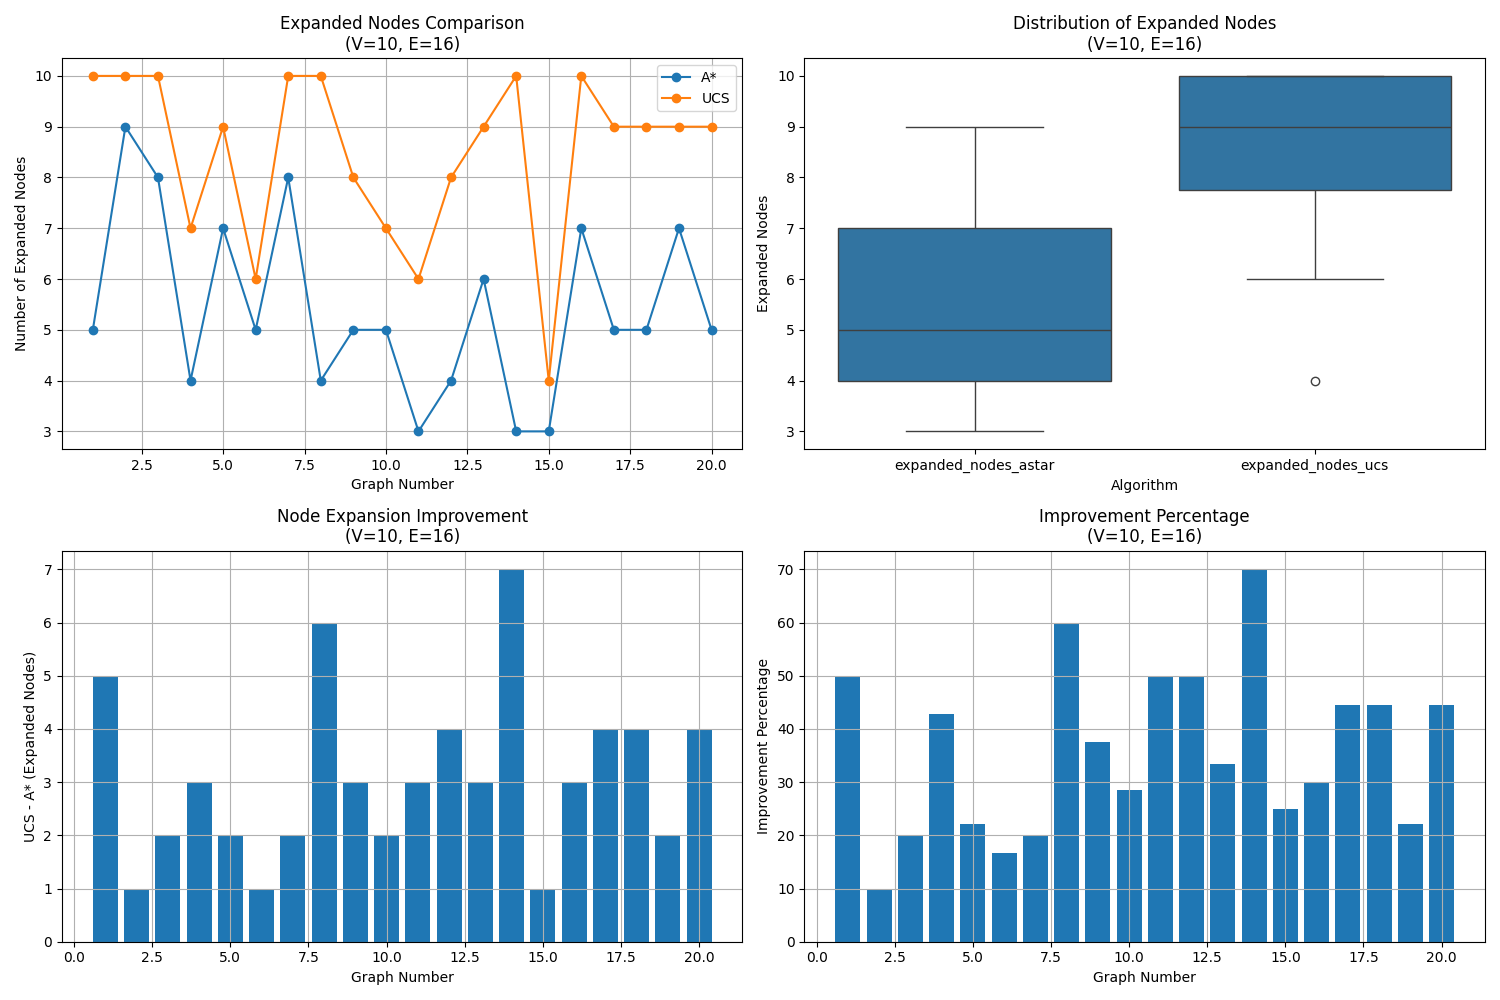 Expanded Nodes Comparison
(V=10, E=16)
Number of Expanded Nodes
10
9
8
7
6
5
4
3
A*
UCS
2.5 5.0 7.5 10.0 12.5 15.0 17.5 20.0
Graph Number
Distribution of Expanded Nodes
(V=10, E=16)
Expanded Nodes
10
9
8
7
6
5
4
3
expanded_nodes_astar expanded_nodes_ucs
Algorithm
Node Expansion Improvement
(V=10, E=16)
UCS - A* (Expanded Nodes)
7
6
5
4
3
2
1
0
0.0 2.5 5.0 7.5 10.0 12.5 15.0 17.5 20.0
Graph Number
Improvement Percentage
(V=10, E=16)
Improvement Percentage
70
60
50
40
30
20
10
0
0.0 2.5 5.0 7.5 10.0 12.5 15.0 17.5 20.0
Graph Number